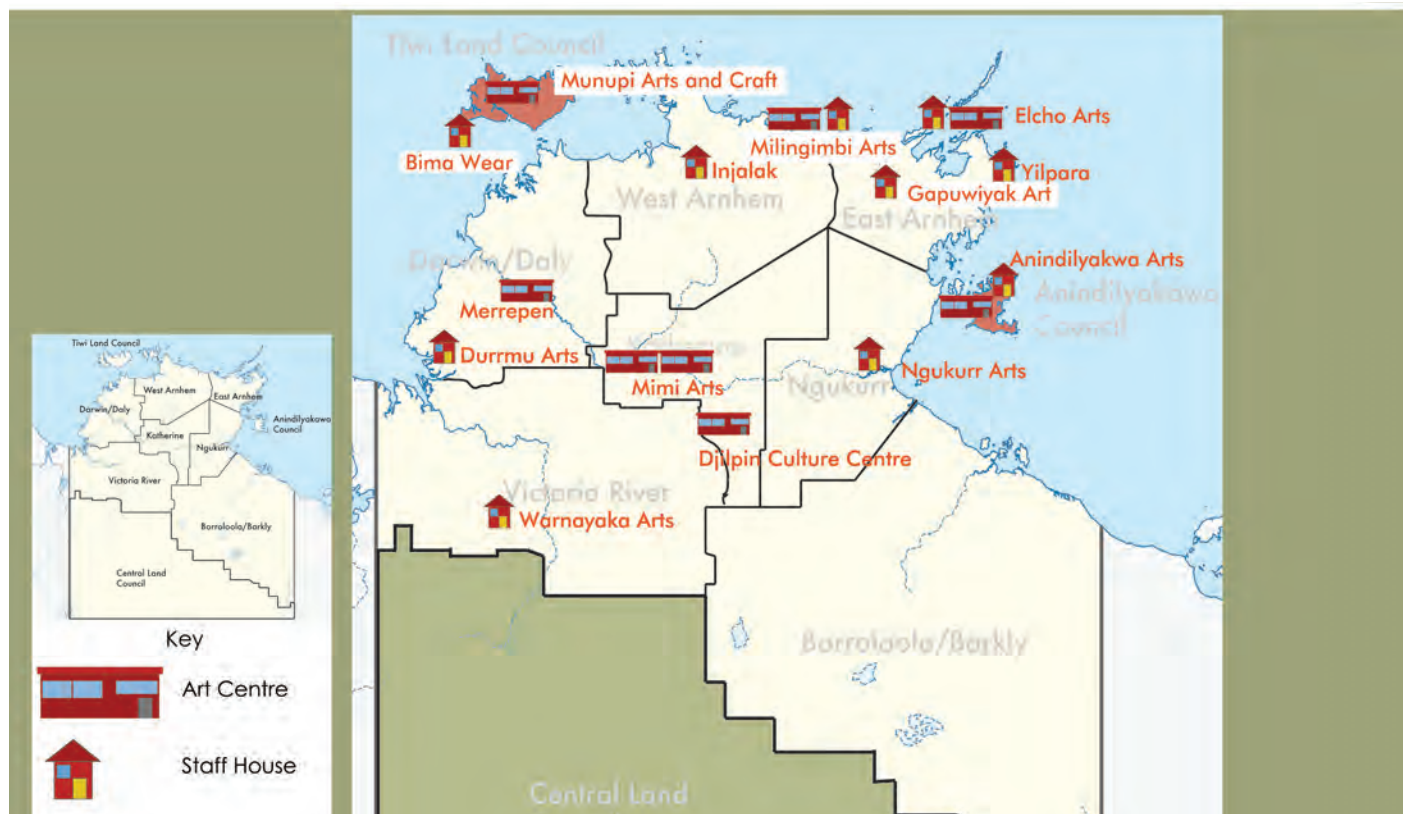 Tiwi Land Council
Munupi Arts and Craft
Bima Wear
Milingimbi Arts
Elcho Arts
Injalak
Yilpara
Gapuwiyak Art
West Arnhem
East Arnhem
Darwin/Daly
Anindilyakwa Arts
Anindilyakawa
Council
Merrepen
Durrmu Arts
Katherine
Mimi Arts
Ngukurr
Ngukurr Arts
Djilpin Culture Centre
Victoria River
Warnayaka Arts
Borroloola/Barkly
Central Land
Tiwi Land Council
West Arnhem
East Arnhem
Darwin/Daly
Anindilyakawa
Council
Katherine
Ngukurr
Victoria River
Borroloola/Barkly
Central Land
Council
Key
Art Centre
Staff House